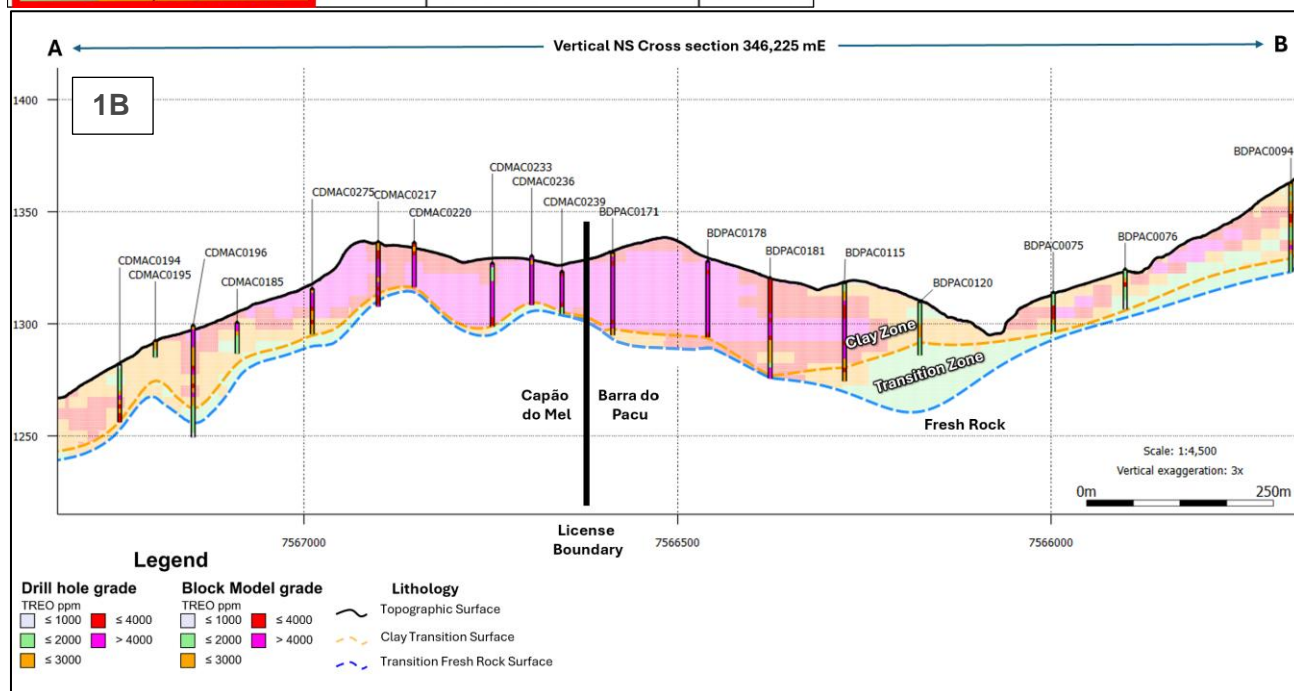 A
Vertical NS Cross section 346,225 mE
B
1B
1400
1350
1300
1250
CDMAC0194
CDMAC0195
CDMAC0196
CDMAC0185
CDMAC0275
CDMAC0217
CDMAC0220
CDMAC0233
CDMAC0236
CDMAC0239
BDPAC0171
BDPAC0178
BDPAC0181
BDPAC0115
BDPAC0120
BDPAC0075
BDPAC0076
BDPAC0094
Clay Zone
Transition Zone
Fresh Rock
Capão
do Mel
Barra do
Pacu
License
Boundary
Scale: 1:4,500
Vertical exaggeration: 3x
0m
250m
7567000
7566500
7566000
Legend
Drill hole grade
TREO ppm
≤ 1000
≤ 4000
≤ 2000
> 4000
≤ 3000
Block Model grade
TREO ppm
≤ 1000
≤ 4000
≤ 2000
> 4000
≤ 3000
Lithology
Topographic Surface
Clay Transition Surface
Transition Fresh Rock Surface